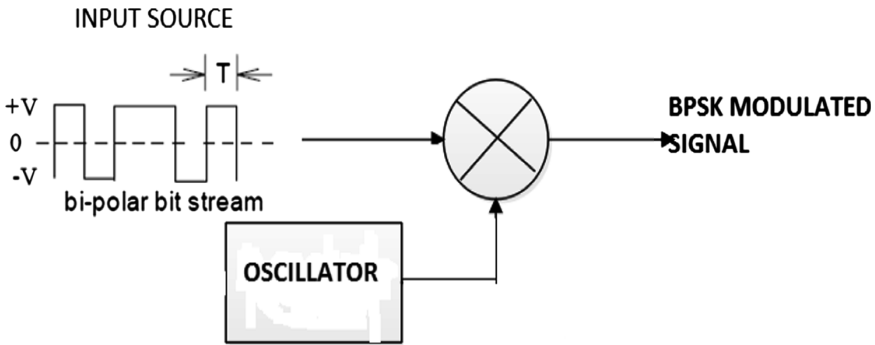 INPUT SOURCE
T
+V
0
-V
bi-polar bit stream
BPSK MODULATED
SIGNAL
OSCILLATOR